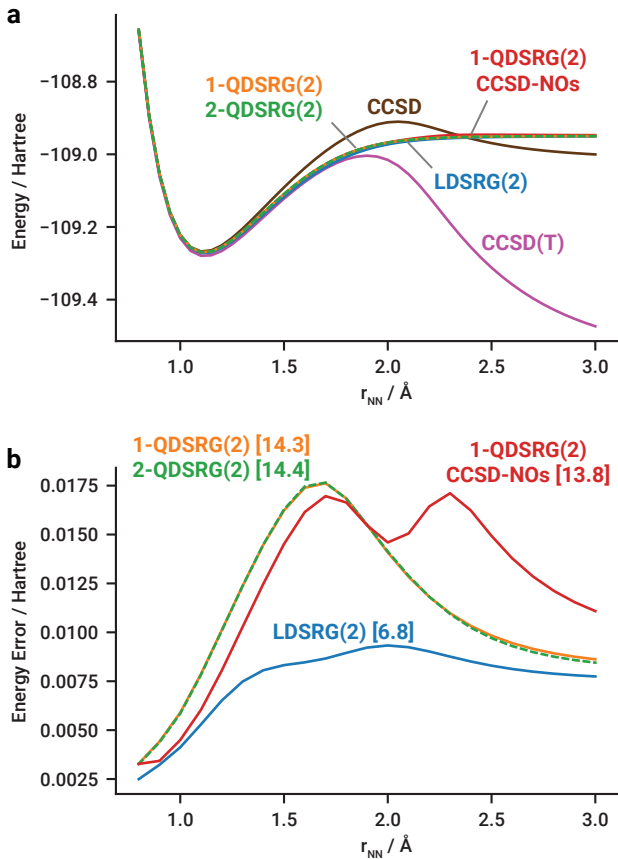 a
1-QDSRG(2)
2-QDSRG(2)
CCSD
1-QDSRG(2)
CCSD-NOs
LDSRG(2)
CCSD(T)
Energy / Hartree
−108.8
−109.0
−109.2
−109.4
1.0 1.5 2.0 2.5 3.0
rNN / Å
b
1-QDSRG(2) [14.3]
2-QDSRG(2) [14.4]
1-QDSRG(2)
CCSD-NOs [13.8]
LDSRG(2) [6.8]
Energy Error / Hartree
0.0175
0.0150
0.0125
0.0100
0.0075
0.0050
0.0025
1.0 1.5 2.0 2.5 3.0
rNN / Å